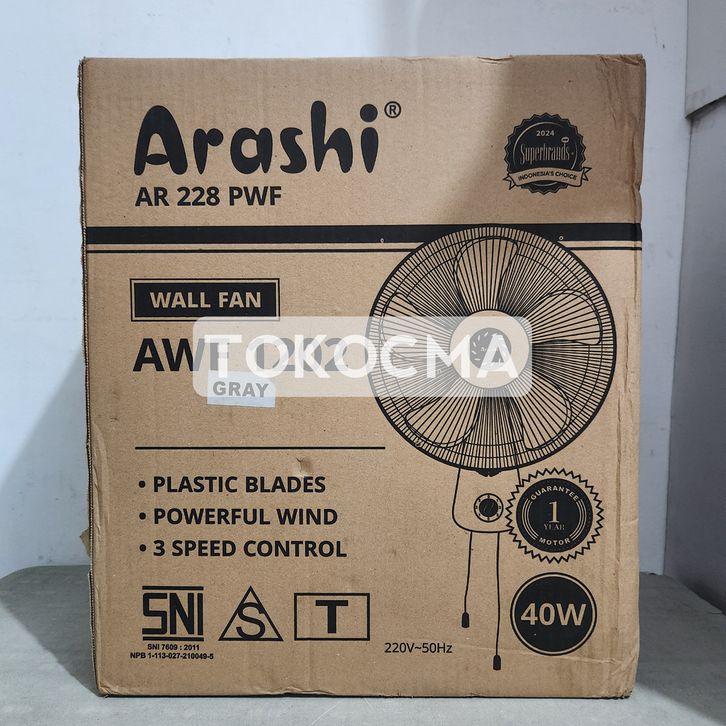 Arashi®
AR 228 PWF
2024
Superbrands
INDONESIA'S CHOICE
WALL FAN
TOKOCMA
GRAY
• PLASTIC BLADES
• POWERFUL WIND
• 3 SPEED CONTROL
GUARANTEE
1
YEAR
MOTOR
40W
SNI
S
T
SNI 7609 : 2011
NPB 1-113-027-210049-5
220V~50Hz